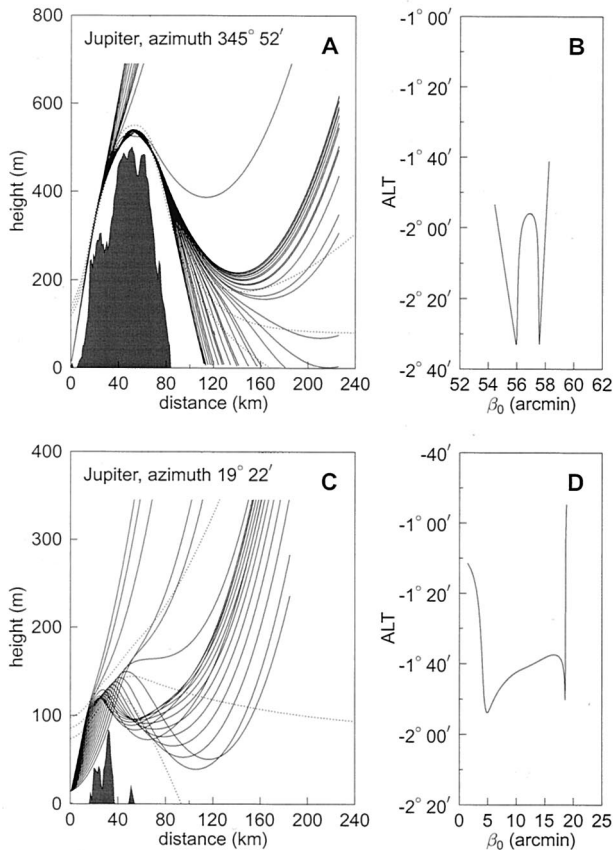 Jupiter, azimuth 345° 52′
A
800
600
400
200
0
height (m)
0 40 80 120 160 200 240
distance (km)
B
-1° 00′
-1° 20′
-1° 40′
-2° 00′
-2° 20′
-2° 40′
ALT
52 54 56 58 60 62
β0 (arcmin)
Jupiter, azimuth 19° 22′
C
400
300
200
100
0
height (m)
0 40 80 120 160 200 240
distance (km)
D
-40′
-1° 00′
-1° 20′
-1° 40′
-2° 00′
-2° 20′
ALT
0 5 10 15 20 25
β0 (arcmin)